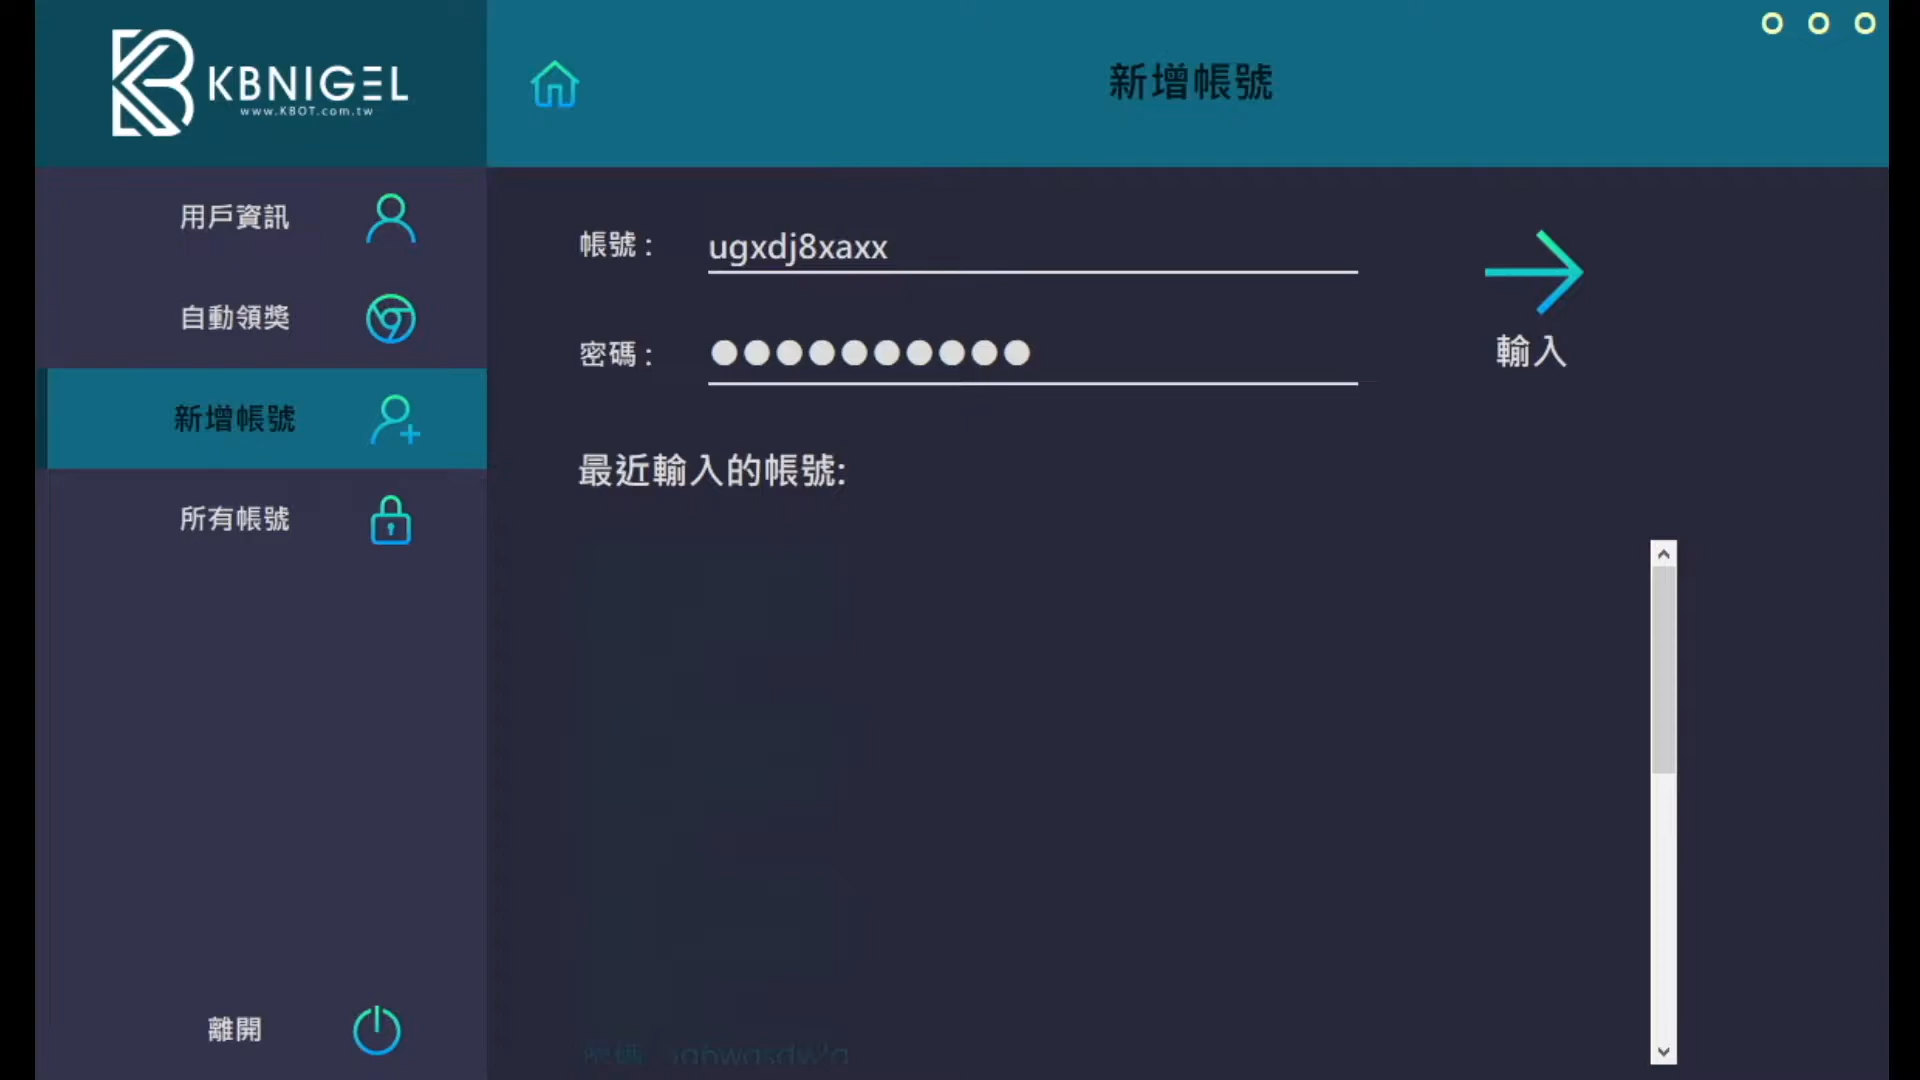 KBNIGEL
www.KBOT.com.tw
新增帳號
用戶資訊
自動領獎
新增帳號
所有帳號
離開
帳號 :
ugxdj8xaxx
密碼 :
●●●●●●●●●●
輸入
最近輸入的帳號: